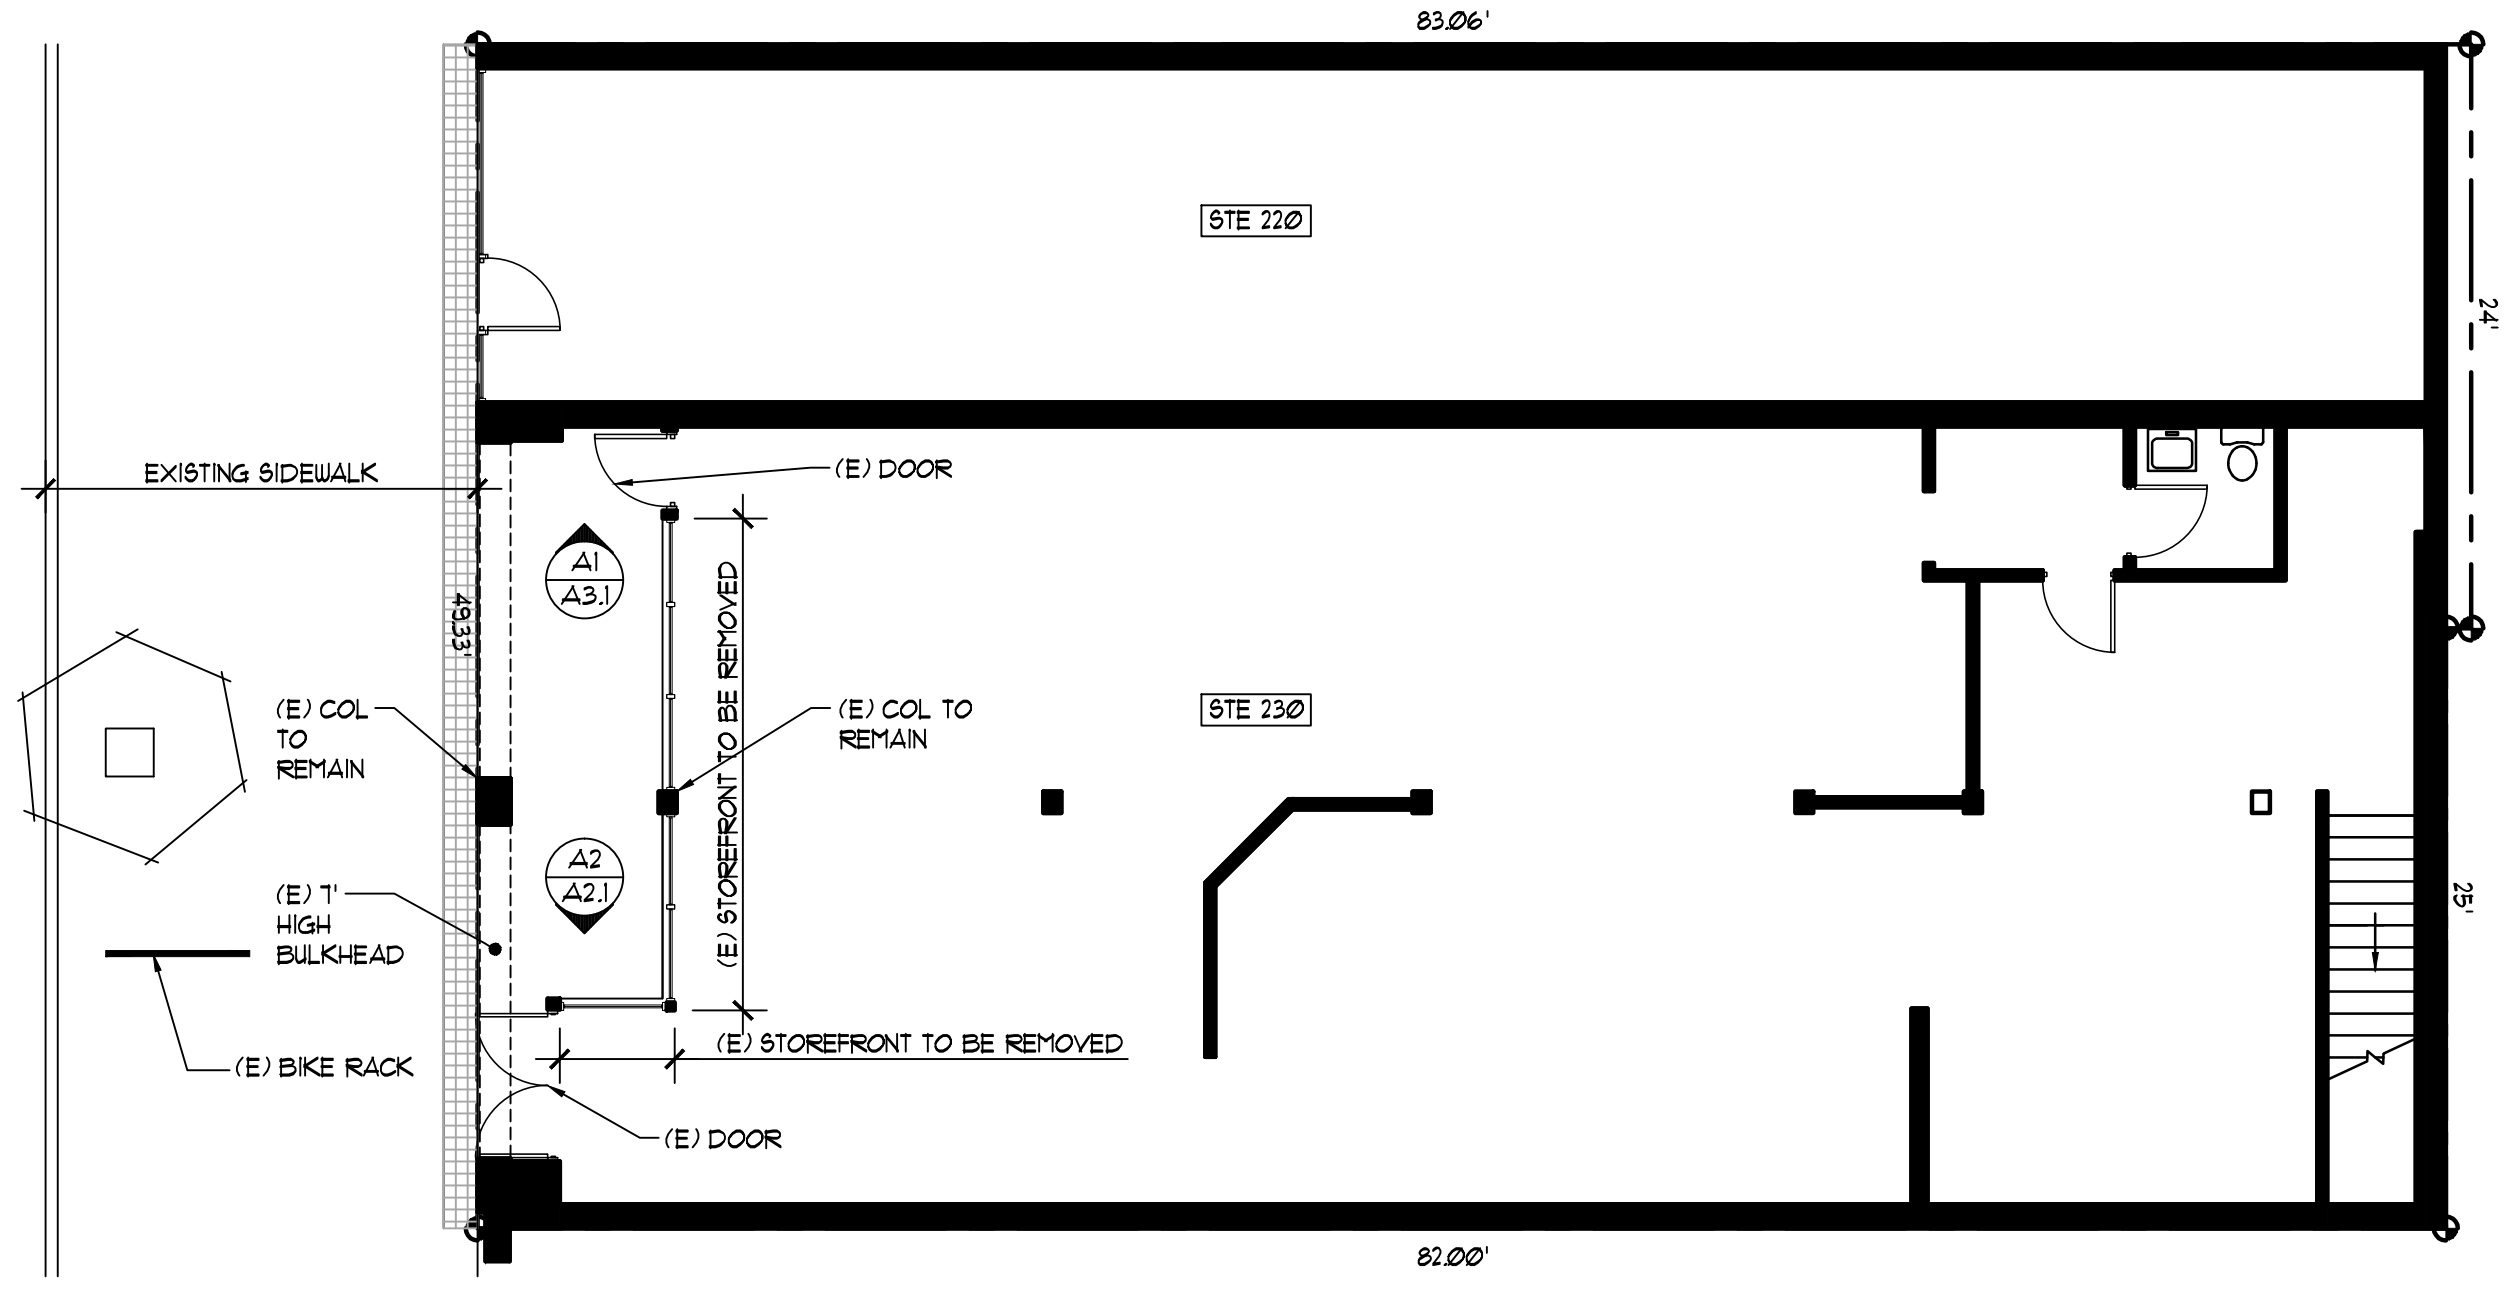 83.06'
STE 220
24'
EXISTING SIDEWALK
(E) DOOR
A1
A3.1
49.33'
(E) STOREFRONT TO BE REMOVED
(E) COL
TO
REMAIN
(E) COL TO
REMAIN
STE 230
A2
A2.1
(E) T'
HIGH
BULKHEAD
25'
(E) STOREFRONT TO BE REMOVED
(E) BIKE RACK
(E) DOOR
82.00'